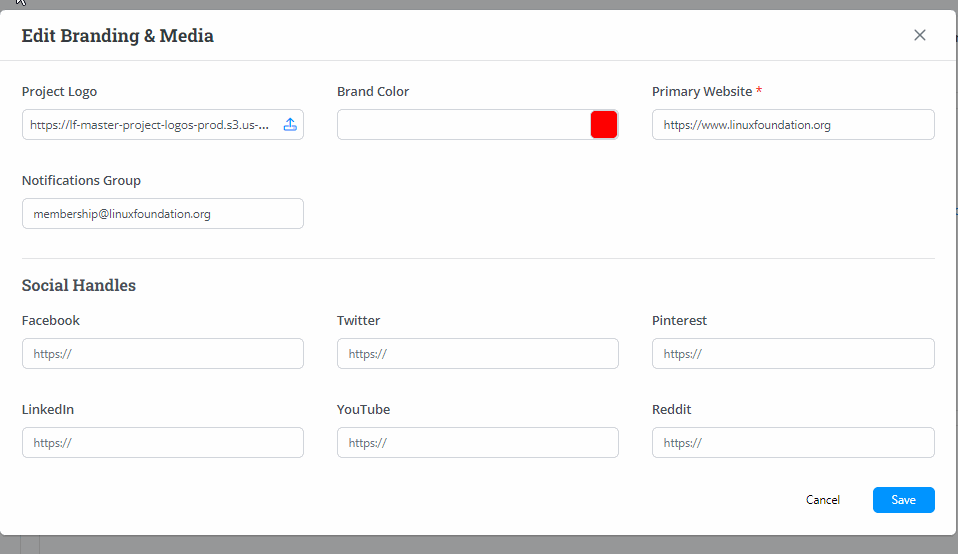 Edit Branding & Media
Project Logo
Brand Color
Primary Website *
https://lf-master-project-logos-prod.s3.us-...
https://www.linuxfoundation.org
Notifications Group
membership@linuxfoundation.org
Social Handles
Facebook
Twitter
Pinterest
https://
https://
https://
LinkedIn
YouTube
Reddit
https://
https://
https://
Cancel
Save